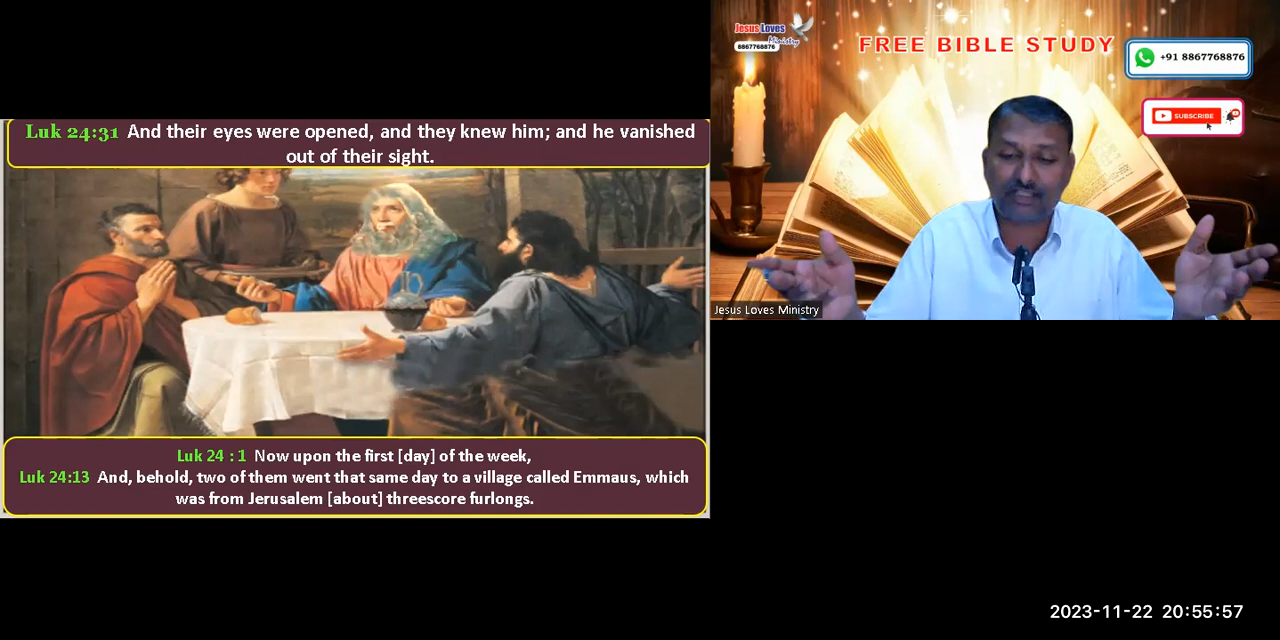 Luk 24:31 And their eyes were opened, and they knew him; and he vanished
out of their sight.
Luk 24 : 1 Now upon the first [day] of the week,
Luk 24:13 And, behold, two of them went that same day to a village called Emmaus, which
was from Jerusalem [about] threescore furlongs.
Jesus Loves
Ministry
8867768876
FREE BIBLE STUDY
+91 8867768876
SUBSCRIBE
Jesus Loves Ministry
2023-11-22 20:55:57